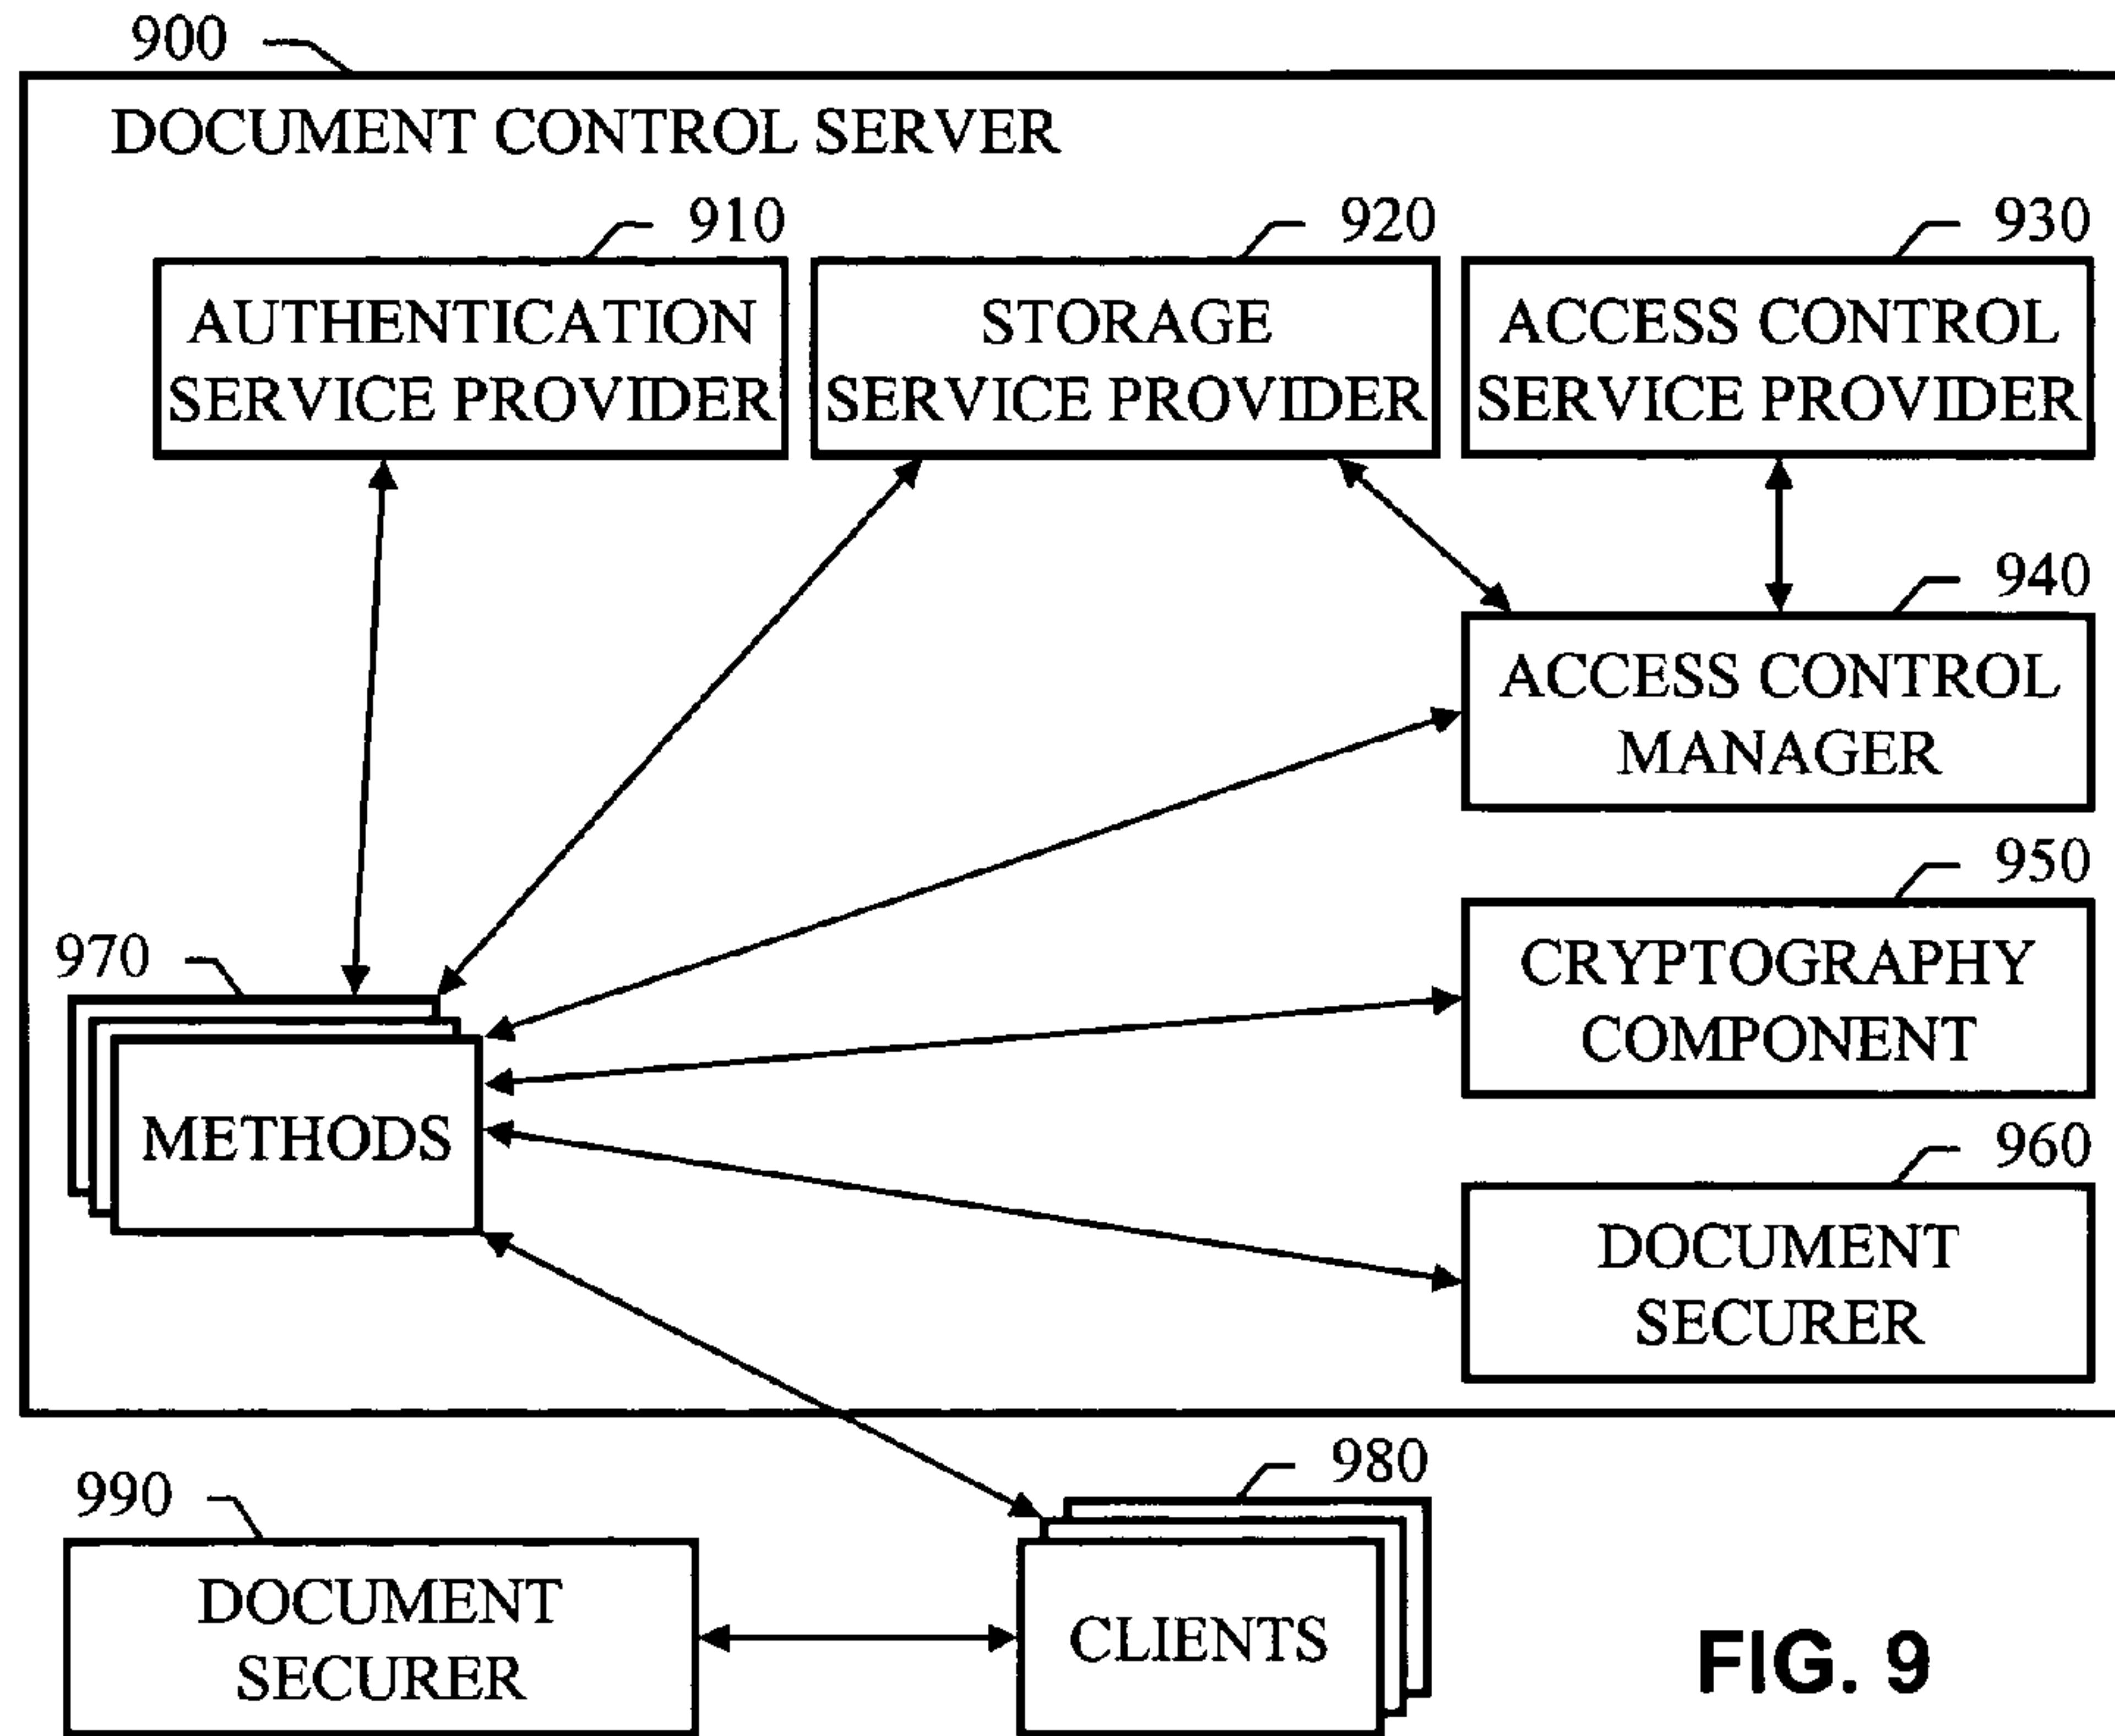 900
DOCUMENT CONTROL SERVER
910
920
930
AUTHENTICATION
SERVICE PROVIDER
STORAGE
SERVICE PROVIDER
ACCESS CONTROL
SERVICE PROVIDER
940
ACCESS CONTROL
MANAGER
950
CRYPTOGRAPHY
COMPONENT
970
METHODS
960
DOCUMENT
SECURER
980
CLIENTS
990
DOCUMENT
SECURER
FIG. 9